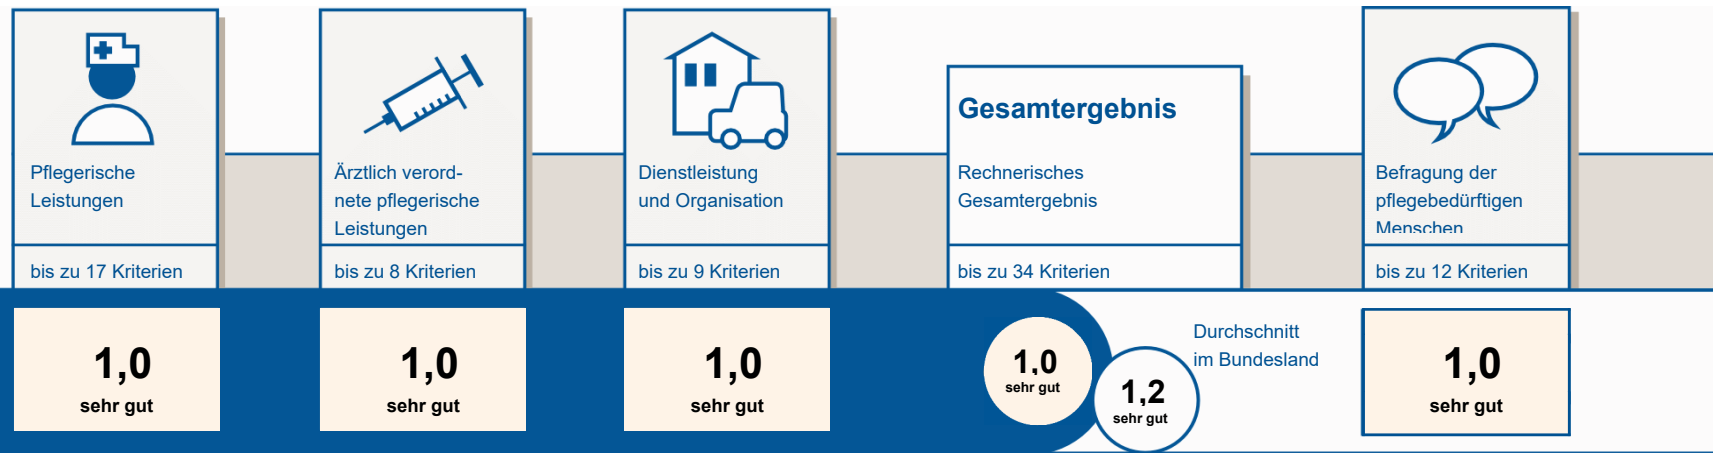 Pflegerische
Leistungen
bis zu 17 Kriterien
1,0
sehr gut
Ärztlich verord-
nete pflegerische
Leistungen
bis zu 8 Kriterien
1,0
sehr gut
Dienstleistung
und Organisation
bis zu 9 Kriterien
1,0
sehr gut
Gesamtergebnis
Rechnerisches
Gesamtergebnis
bis zu 34 Kriterien
1,0
sehr gut
1,2
sehr gut
Durchschnitt
im Bundesland
Befragung der
pflegebedürftigen
Menschen
bis zu 12 Kriterien
1,0
sehr gut